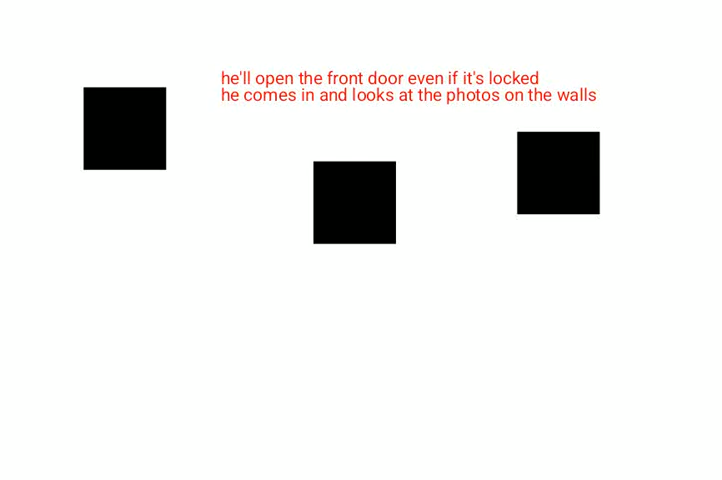 he'll open the front door even if it's locked
he comes in and looks at the photos on the walls